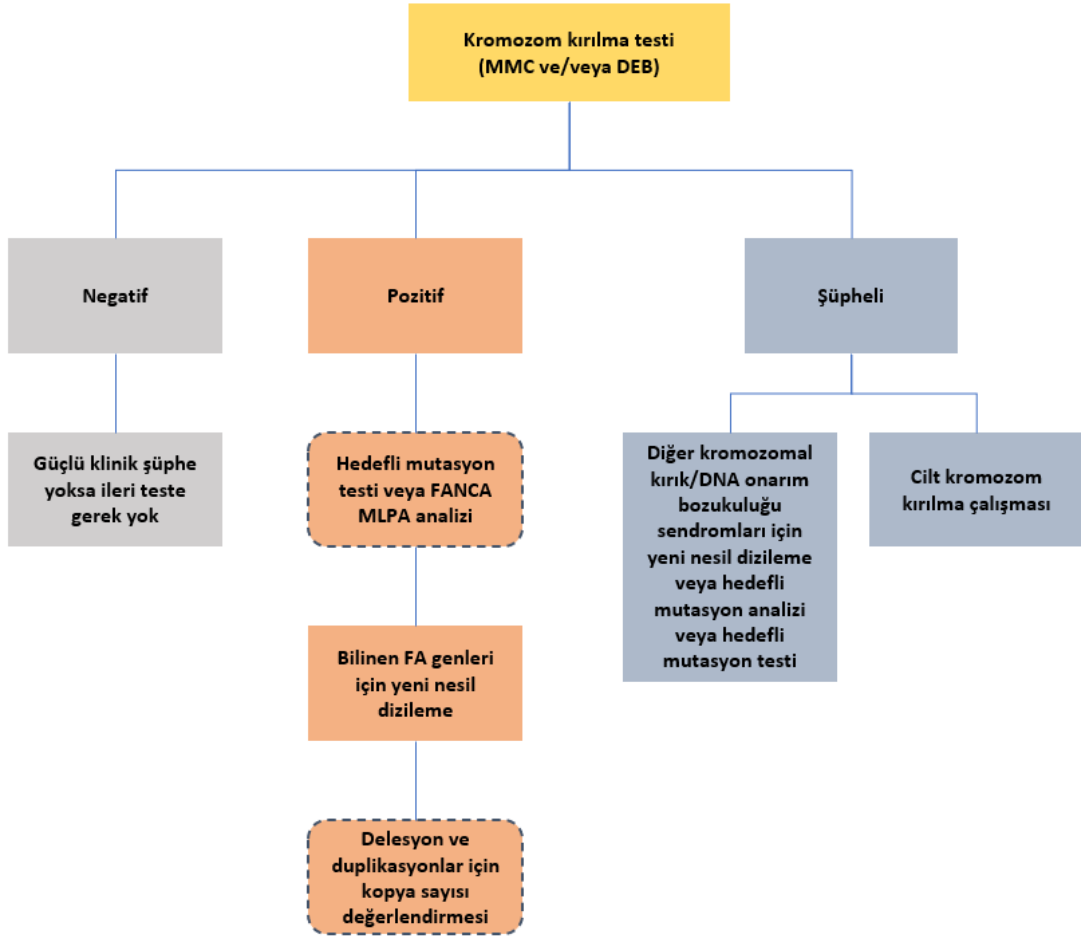 Kromozom kırılma testi
(MMC ve/veya DEB)
Negatif
Pozitif
Şüpheli
Güçlü klinik şüphe
yoksa ileri teste
gerek yok
Hedefli mutasyon
testi veya FANCA
MLPA analizi
Diğer kromozomal
kırık/DNA onarım
bozukuluğu
sendromları için
yeni nesil dizileme
veya hedefli
mutasyon analizi
veya hedefli
mutasyon testi
Cilt kromozom
kırılma çalışması
Bilinen FA genleri
için yeni nesil
dizileme
Delesyon ve
duplikasyonlar için
kopya sayısı
değerlendirmesi